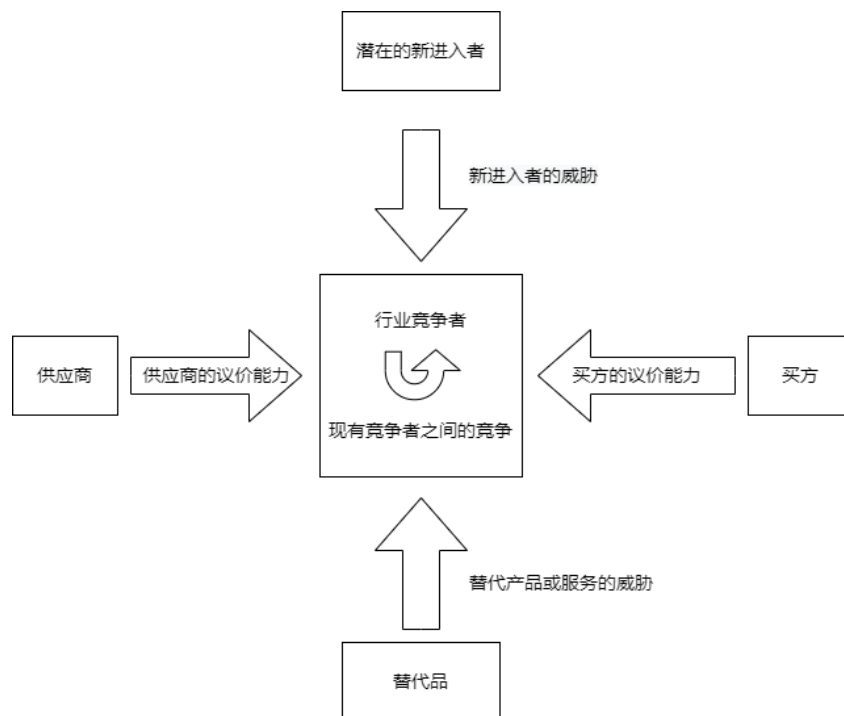 潜在的新进入者
新进入者的威胁
行业竞争者
供应商
供应商的议价能力
买方的议价能力
买方
现有竞争者之间的竞争
替代产品或服务的威胁
替代品